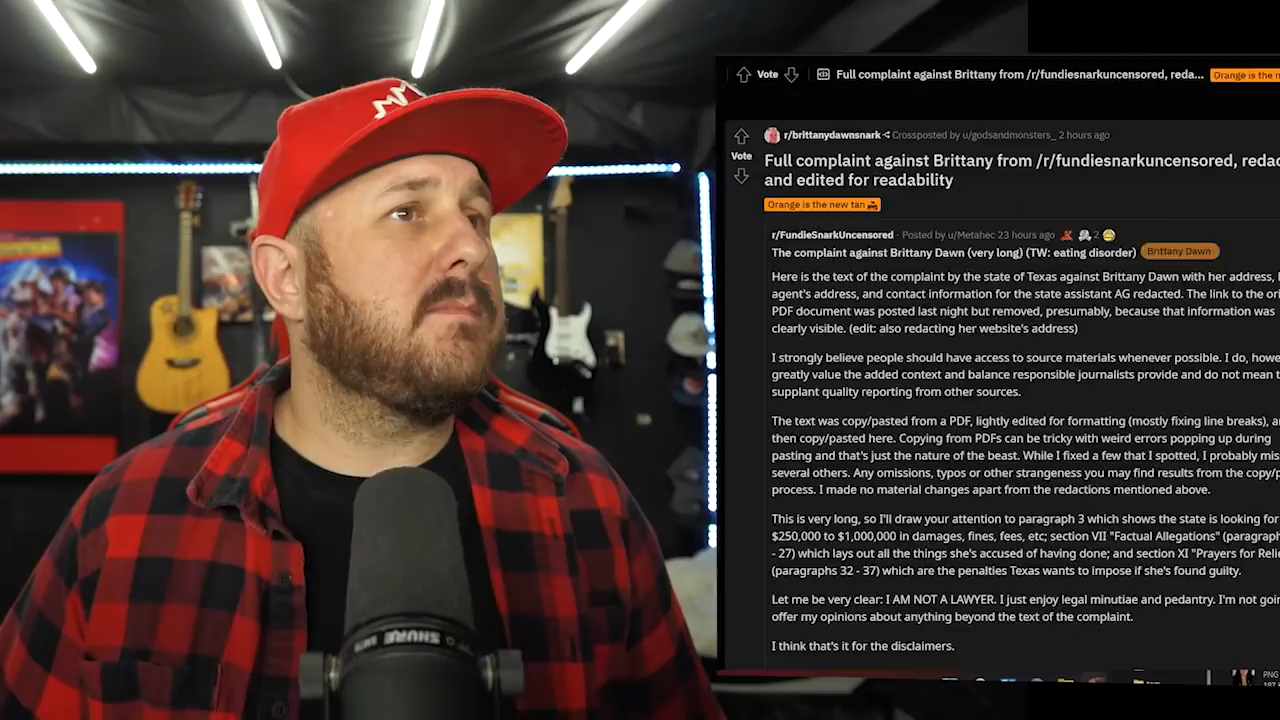 Vote
Full complaint against Brittany from /r/fundiesnarkuncensored, reda...
Orange is the n
r/brittanydawnsnark Crossposted by u/godsandmonsters_ 2 hours ago
Vote
Full complaint against Brittany from /r/fundiesnarkuncensored, redac
and edited for readability
Orange is the new tan
r/FundieSnarkUncensored · Posted by u/Metahec 23 hours ago
2
The complaint against Brittany Dawn (very long) (TW: eating disorder)
Brittany Dawn
Here is the text of the complaint by the state of Texas against Brittany Dawn with her address,
agent's address, and contact information for the state assistant AG redacted. The link to the ori
PDF document was posted last night but removed, presumably, because that information was
clearly visible. (edit: also redacting her website's address)
I strongly believe people should have access to source materials whenever possible. I do, howe
greatly value the added context and balance responsible journalists provide and do not mean t
supplant quality reporting from other sources.
The text was copy/pasted from a PDF, lightly edited for formatting (mostly fixing line breaks), a
then copy/pasted here. Copying from PDFs can be tricky with weird errors popping up during
pasting and that's just the nature of the beast. While I fixed a few that I spotted, I probably mis
several others. Any omissions, typos or other strangeness you may find results from the copy/p
process. I made no material changes apart from the redactions mentioned above.
This is very long, so I'll draw your attention to paragraph 3 which shows the state is looking for
$250,000 to $1,000,000 in damages, fines, fees, etc; section VII "Factual Allegations" (paragraph
- 27) which lays out all the things she's accused of having done; and section XI "Prayers for Relie
(paragraphs 32 - 37) which are the penalties Texas wants to impose if she's found guilty.
Let me be very clear: I AM NOT A LAWYER. I just enjoy legal minutiae and pedantry. I'm not goin
offer my opinions about anything beyond the text of the complaint.
I think that's it for the disclaimers.
SHURE
PNG